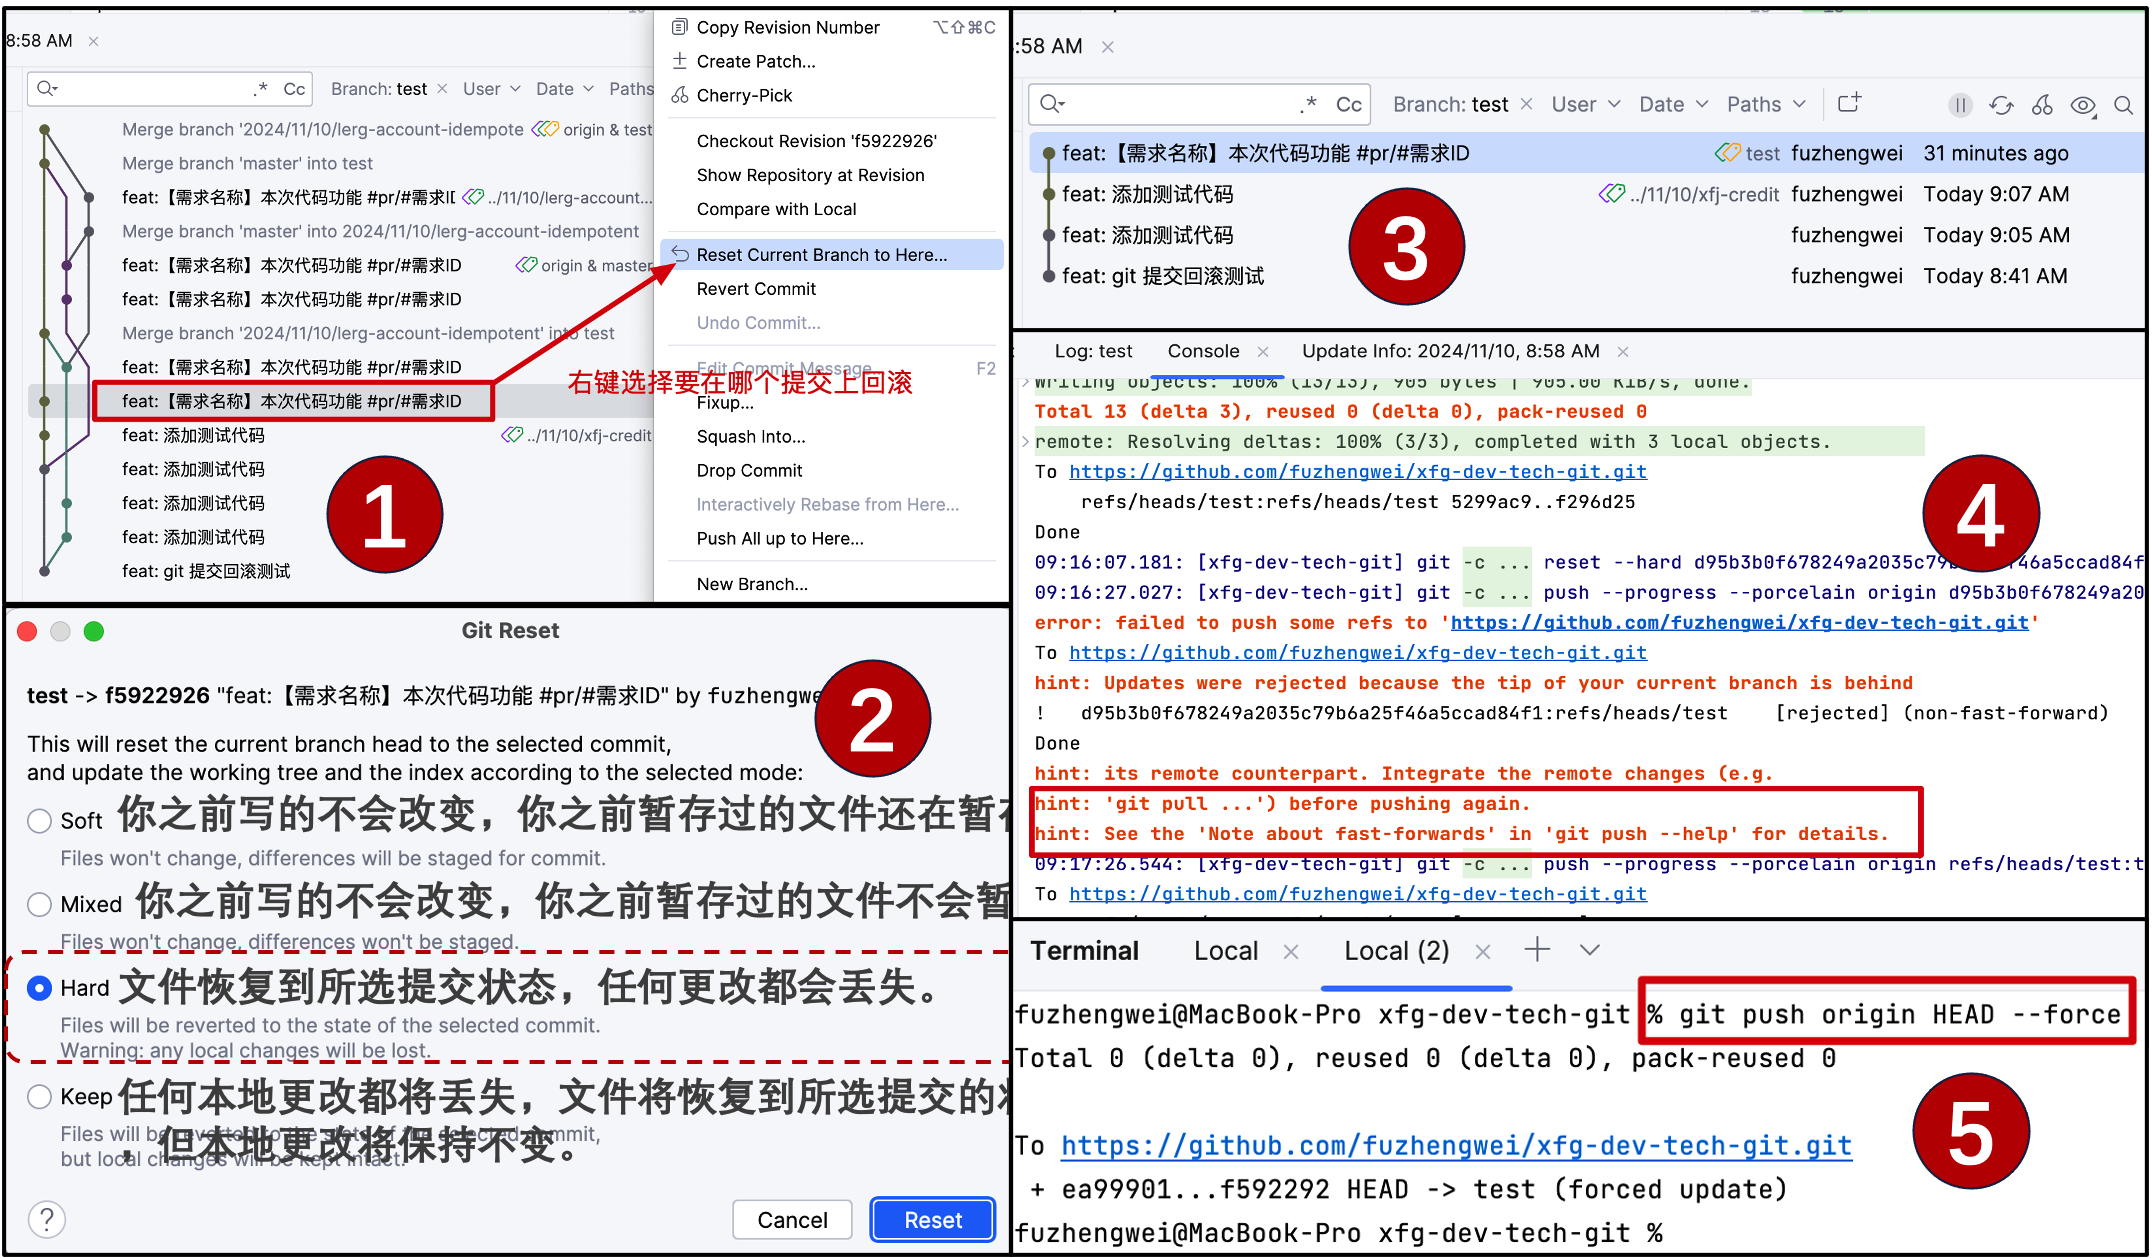 8:58 AM
.* Cc Branch: test User Date Paths
Merge branch '2024/11/10/lerg-account-idempote origin & test
Merge branch 'master' into test
feat:【需求名称】本次代码功能 #pr/#需求ID ../11/10/lerg-account...
Merge branch 'master' into 2024/11/10/lerg-account-idempotent
feat:【需求名称】本次代码功能 #pr/#需求ID origin & master
feat:【需求名称】本次代码功能 #pr/#需求ID
Merge branch '2024/11/10/lerg-account-idempotent' into test
feat:【需求名称】本次代码功能 #pr/#需求ID
feat:【需求名称】本次代码功能 #pr/#需求ID
feat: 添加测试代码 ../11/10/xfj-credit
feat: 添加测试代码
feat: 添加测试代码
feat: 添加测试代码
feat: git 提交回滚测试
1
Copy Revision Number ⌥⇧⌘C
Create Patch...
Cherry-Pick
Checkout Revision 'f5922926'
Show Repository at Revision
Compare with Local
Reset Current Branch to Here...
Revert Commit
Undo Commit...
Edit Commit Message... F2
右键选择要在哪个提交上回滚
Fixup...
Squash Into...
Drop Commit
Interactively Rebase from Here...
Push All up to Here...
New Branch...
Git Reset
test -> f5922926 "feat:【需求名称】本次代码功能 #pr/#需求ID" by fuzhengwe
2
This will reset the current branch head to the selected commit,
and update the working tree and the index according to the selected mode:
Soft 你之前写的不会改变，你之前暂存过的文件还在暂存
Files won't change, differences will be staged for commit.
Mixed 你之前写的不会改变，你之前暂存过的文件不会暂
Files won't change, differences won't be staged.
Hard 文件恢复到所选提交状态，任何更改都会丢失。
Files will be reverted to the state of the selected commit.
Warning: any local changes will be lost.
Keep 任何本地更改都将丢失，文件将恢复到所选提交的状
，但本地更改将保持不变。
Files will be reverted to the state of the selected commit,
but local changes will be kept intact.
? Cancel Reset
:58 AM
.* Cc Branch: test User Date Paths
feat:【需求名称】本次代码功能 #pr/#需求ID test fuzhengwei 31 minutes ago
feat: 添加测试代码 ../11/10/xfj-credit fuzhengwei Today 9:07 AM
feat: 添加测试代码 fuzhengwei Today 9:05 AM
feat: git 提交回滚测试 fuzhengwei Today 8:41 AM
3
Log: test Console Update Info: 2024/11/10, 8:58 AM
Writing objects: 100% (13/13), 905 bytes | 905.00 KiB/s, done.
Total 13 (delta 3), reused 0 (delta 0), pack-reused 0
remote: Resolving deltas: 100% (3/3), completed with 3 local objects.
To https://github.com/fuzhengwei/xfg-dev-tech-git.git
refs/heads/test:refs/heads/test 5299ac9..f296d25
Done
4
09:16:07.181: [xfg-dev-tech-git] git -c ... reset --hard d95b3b0f678249a2035c79b f46a5ccad84f
09:16:27.027: [xfg-dev-tech-git] git -c ... push --progress --porcelain origin d95b3b0f678249a20
error: failed to push some refs to 'https://github.com/fuzhengwei/xfg-dev-tech-git.git'
To https://github.com/fuzhengwei/xfg-dev-tech-git.git
hint: Updates were rejected because the tip of your current branch is behind
! d95b3b0f678249a2035c79b6a25f46a5ccad84f1:refs/heads/test [rejected] (non-fast-forward)
Done
hint: its remote counterpart. Integrate the remote changes (e.g.
hint: 'git pull ...') before pushing again.
hint: See the 'Note about fast-forwards' in 'git push --help' for details.
09:17:26.544: [xfg-dev-tech-git] git -c ... push --progress --porcelain origin refs/heads/test:t
To https://github.com/fuzhengwei/xfg-dev-tech-git.git
Terminal Local Local (2)
fuzhengwei@MacBook-Pro xfg-dev-tech-git % git push origin HEAD --force
Total 0 (delta 0), reused 0 (delta 0), pack-reused 0
To https://github.com/fuzhengwei/xfg-dev-tech-git.git
+ ea99901...f592292 HEAD -> test (forced update)
fuzhengwei@MacBook-Pro xfg-dev-tech-git %
5